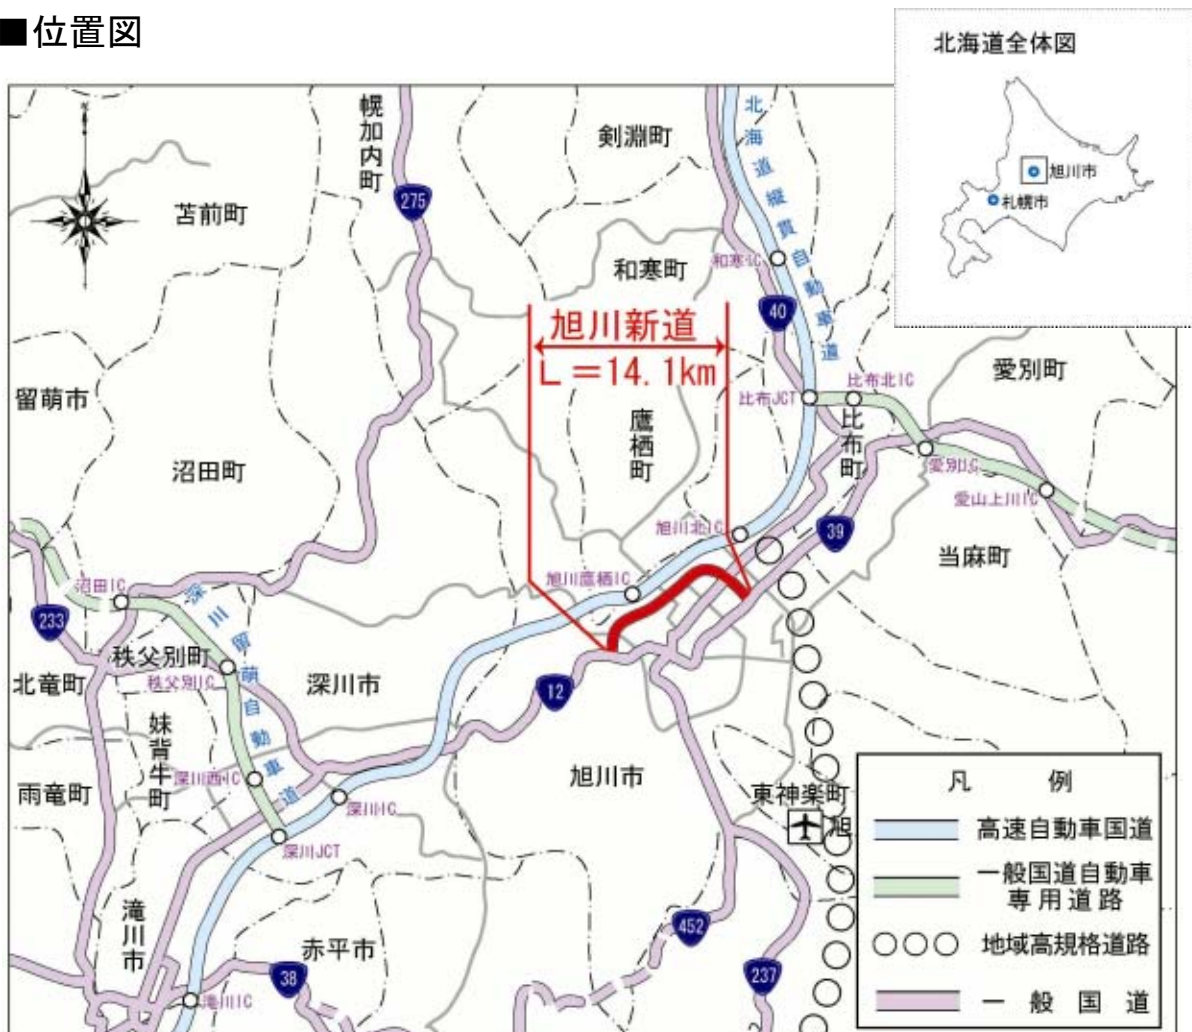 ■位置図
北海道全体図
旭川市
札幌市
幌加内町
剣淵町
北海道縦貫自動車道
275
苫前町
和寒町
和寒IC
40
旭川新道
L=14.1km
留萌市
鷹栖町
比布JCT
比布北IC
愛別町
比布町
沼田町
愛別IC
愛山上川IC
旭川北IC
39
当麻町
旭川鷹栖IC
沼田IC
深川留萌自動車道
233
秩父別町
秩父別IC
北竜町
深川市
12
妹背牛町
深川西IC
雨竜町
深川IC
旭川市
東神楽町
旭
深川JCT
滝川市
赤平市
452
38
237
滝川IC
凡例
高速自動車国道
一般国道自動車
専用道路
地域高規格道路
一般国道